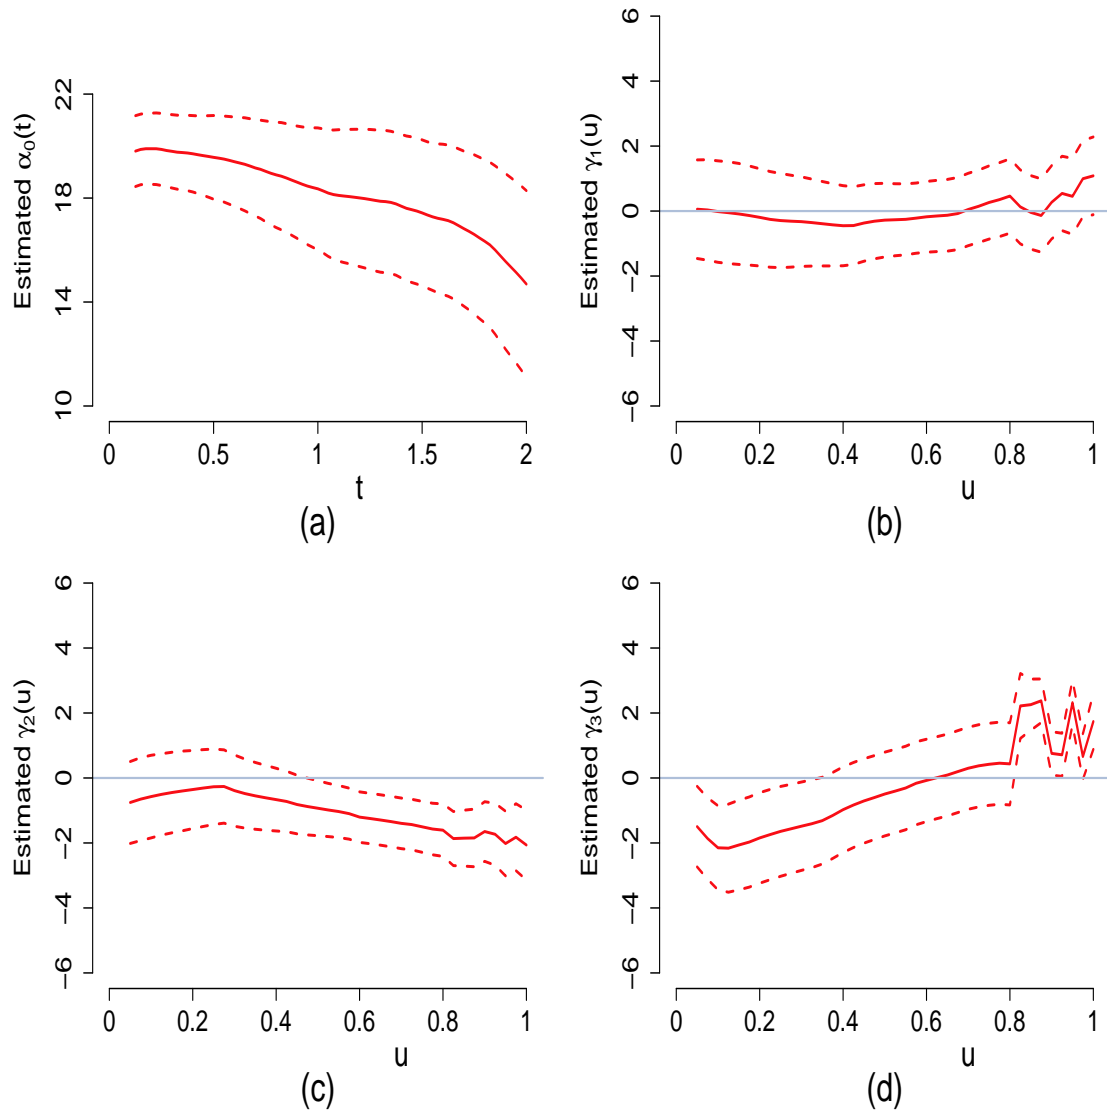 Estimated α₀(t)
10 14 18 22
0 0.5 1 1.5 2
t
(a)
Estimated γ₁(u)
−6 −4 −2 0 2 4 6
0 0.2 0.4 0.6 0.8 1
u
(b)
Estimated γ₂(u)
−6 −4 −2 0 2 4 6
0 0.2 0.4 0.6 0.8 1
u
(c)
Estimated γ₃(u)
−6 −4 −2 0 2 4 6
0 0.2 0.4 0.6 0.8 1
u
(d)